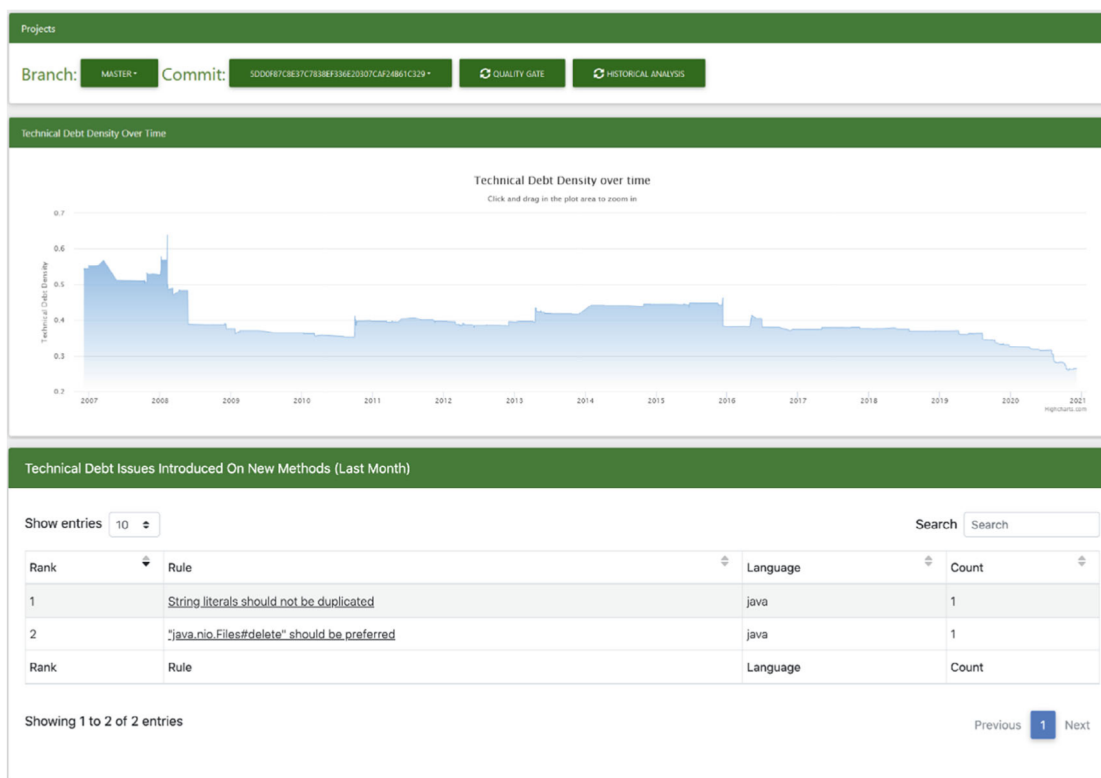 Projects
Branch: MASTER Commit: 5DD0F87C8E37C7838EF336E20307CAF24B61C329 QUALITY GATE HISTORICAL ANALYSIS
Technical Debt Density Over Time
Technical Debt Density over time
Click and drag in the plot area to zoom in
Technical Debt Density
0.7
0.6
0.5
0.4
0.3
0.2
2007 2008 2009 2010 2011 2012 2013 2014 2015 2016 2017 2018 2019 2020 2021
Highcharts.com
Technical Debt Issues Introduced On New Methods (Last Month)
Show entries 10 Search Search
Rank Rule Language Count
1 String literals should not be duplicated java 1
2 "java.nio.Files#delete" should be preferred java 1
Rank Rule Language Count
Showing 1 to 2 of 2 entries Previous 1 Next